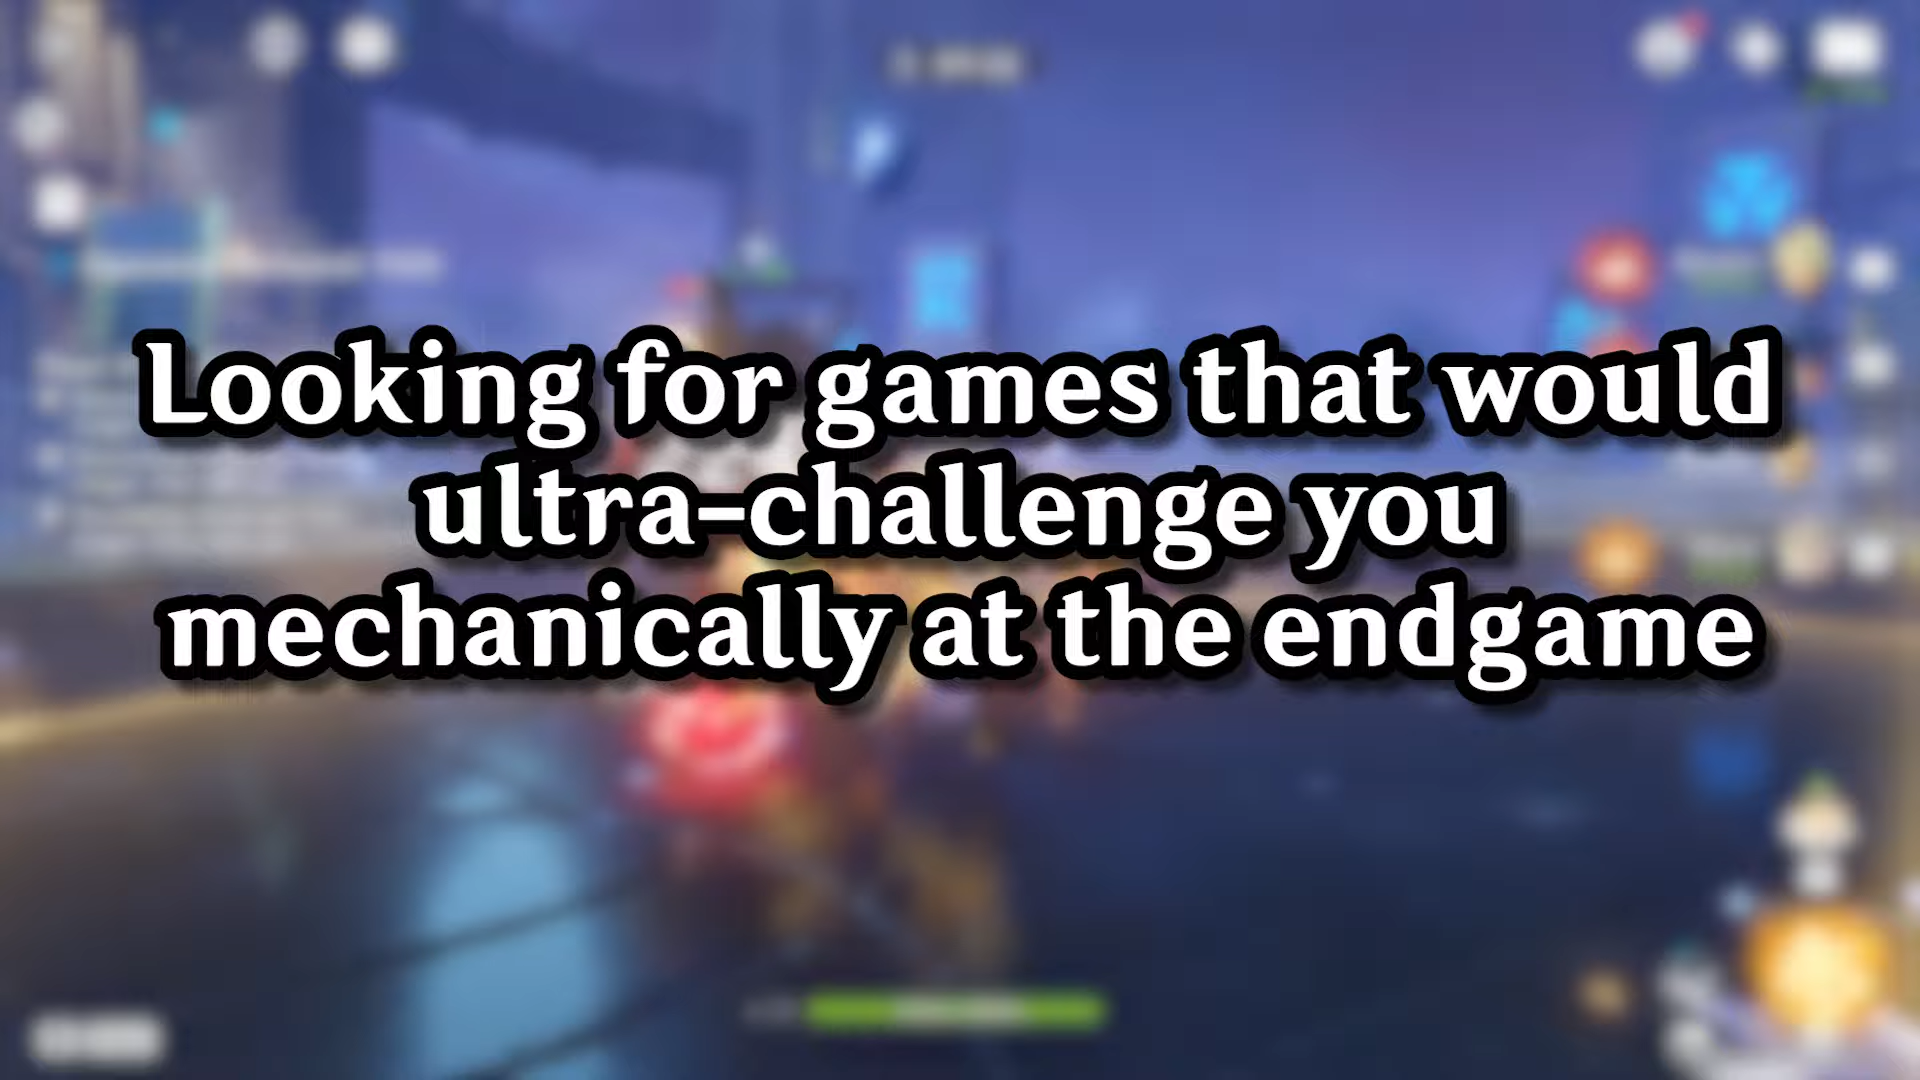 Looking for games that would
ultra-challenge you
mechanically at the endgame